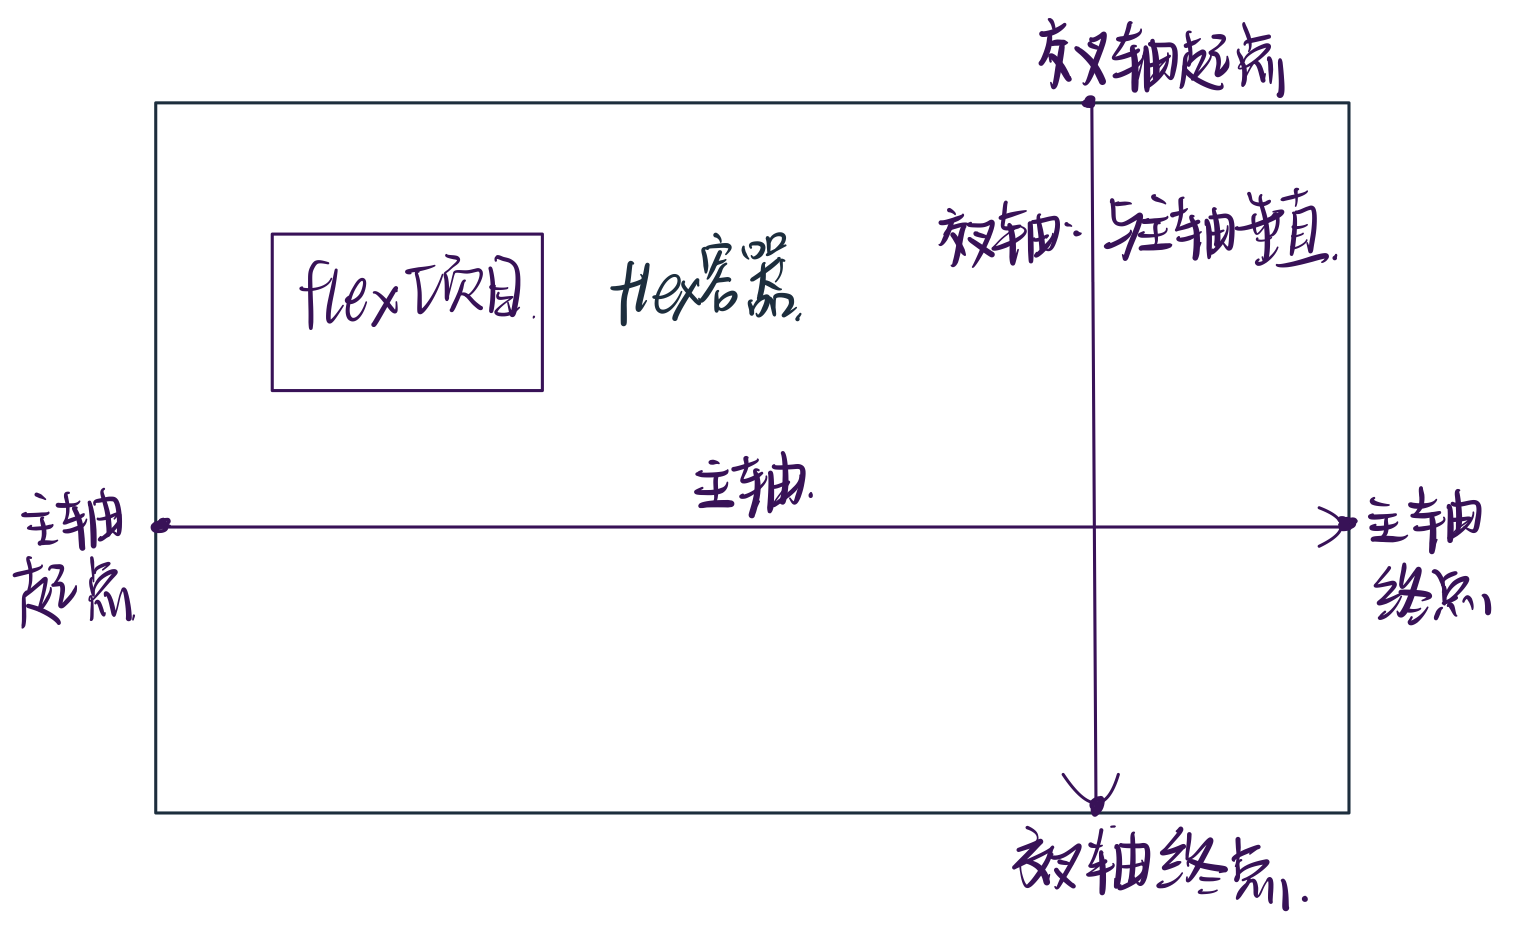 交叉轴起点
交叉轴:与主轴垂直.
flex项目.
flex容器.
主轴.
主轴
起点.
主轴
终点.
交叉轴终点.